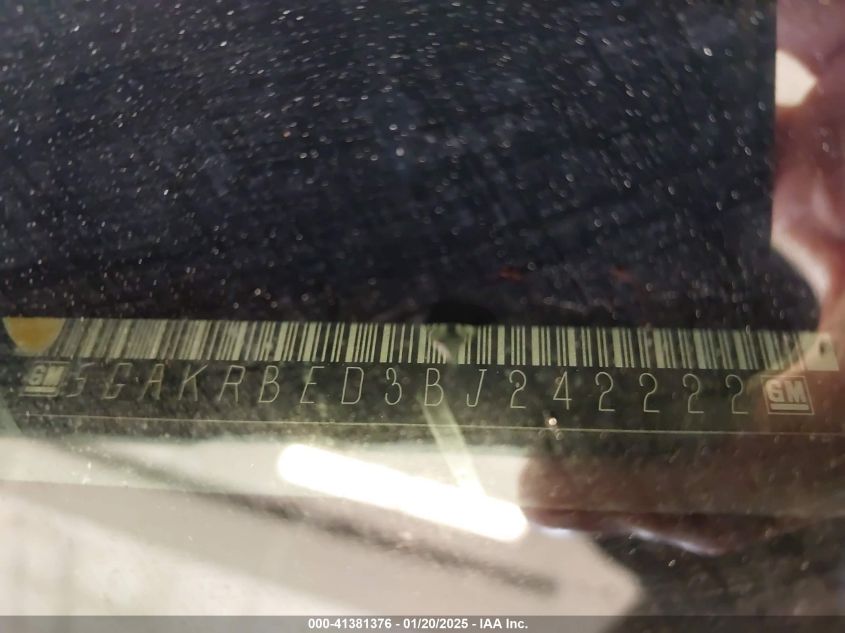 GM 5GAKRBED3BJ242222 GM
000-41381376 - 01/20/2025 - IAA Inc.